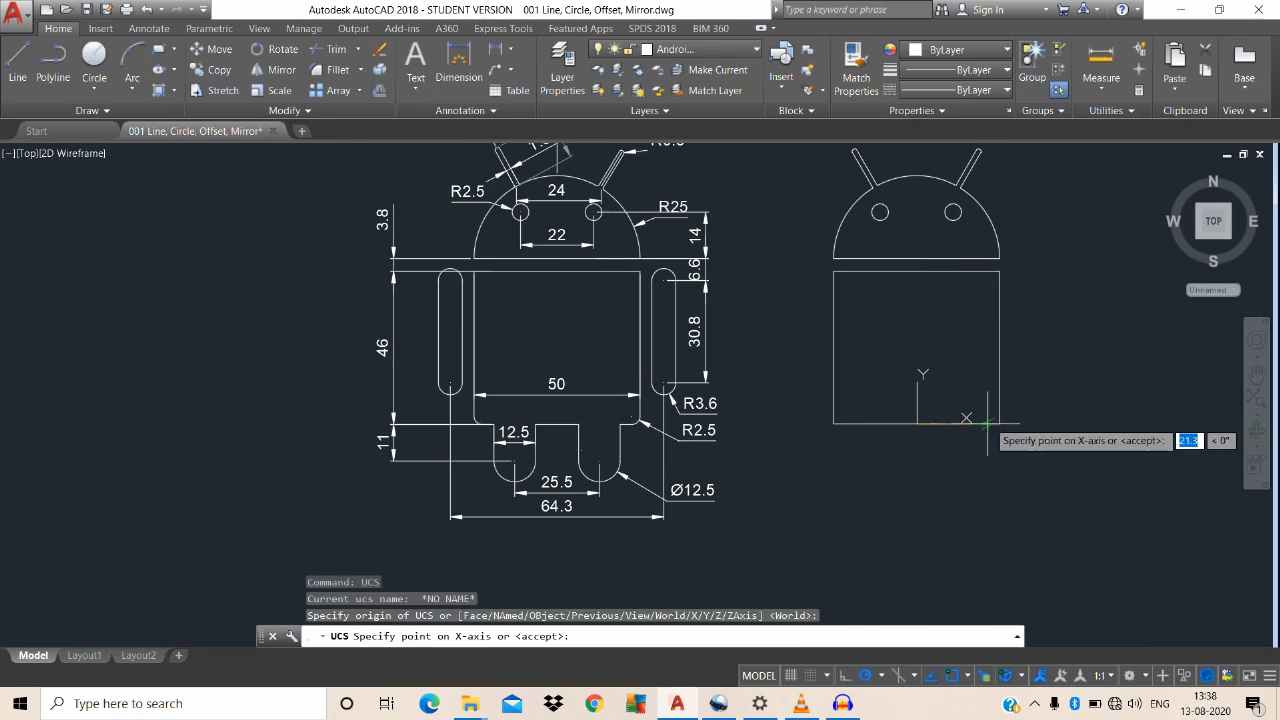 Autodesk AutoCAD 2018 - STUDENT VERSION    001 Line, Circle, Offset, Mirror.dwg
Type a keyword or phrase
Sign In
Home Insert Annotate Parametric View Manage Output Add-ins A360 Express Tools Featured Apps SPDS 2018 BIM 360
Line Polyline Circle Arc
Move Rotate Trim
Copy Mirror Fillet
Stretch Scale Array
Text Dimension Table
Layer Properties
Androi...
Make Current
Match Layer
Insert
Match Properties
ByLayer
ByLayer
ByLayer
Group
Measure
Paste
Base
Draw Modify Annotation Layers Block Properties Groups Utilities Clipboard View
Start
001 Line, Circle, Offset, Mirror*
[−][Top][2D Wireframe]
R2.5
24
R25
3.8
22
14
6.6
46
30.8
50
R3.6
R2.5
12.5
11
25.5
Ø12.5
64.3
N
W TOP E
S
Unnamed
Y
X
Specify point on X-axis or <accept>: 21.3 < 0°
Command: UCS
Current ucs name: *NO NAME*
Specify origin of UCS or [Face/NAmed/OBject/Previous/View/World/X/Y/Z/ZAxis] <World>:
UCS Specify point on X-axis or <accept>:
Model Layout1 Layout2
MODEL
1:1
Type here to search
ENG
13:38
13-08-2020